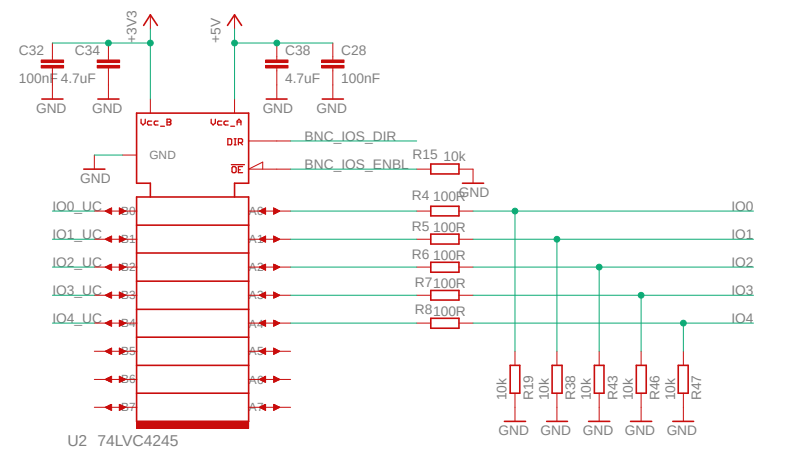 +3V3
+5V
C32 C34 C38 C28
100nF 4.7uF 4.7uF 100nF
GND GND GND GND
Vcc_B Vcc_A
DIR BNC_IOS_DIR
GND
OE BNC_IOS_ENBL R15 10k
GND GND
IO0_UC B0 A0 R4 100R IO0
IO1_UC B1 A1 R5 100R IO1
IO2_UC B2 A2 R6 100R IO2
IO3_UC B3 A3 R7 100R IO3
IO4_UC B4 A4 R8 100R IO4
B5 A5
B6 A6
B7 A7
10k R19 10k R38 10k R43 10k R46 10k R47
GND GND GND GND GND
U2 74LVC4245